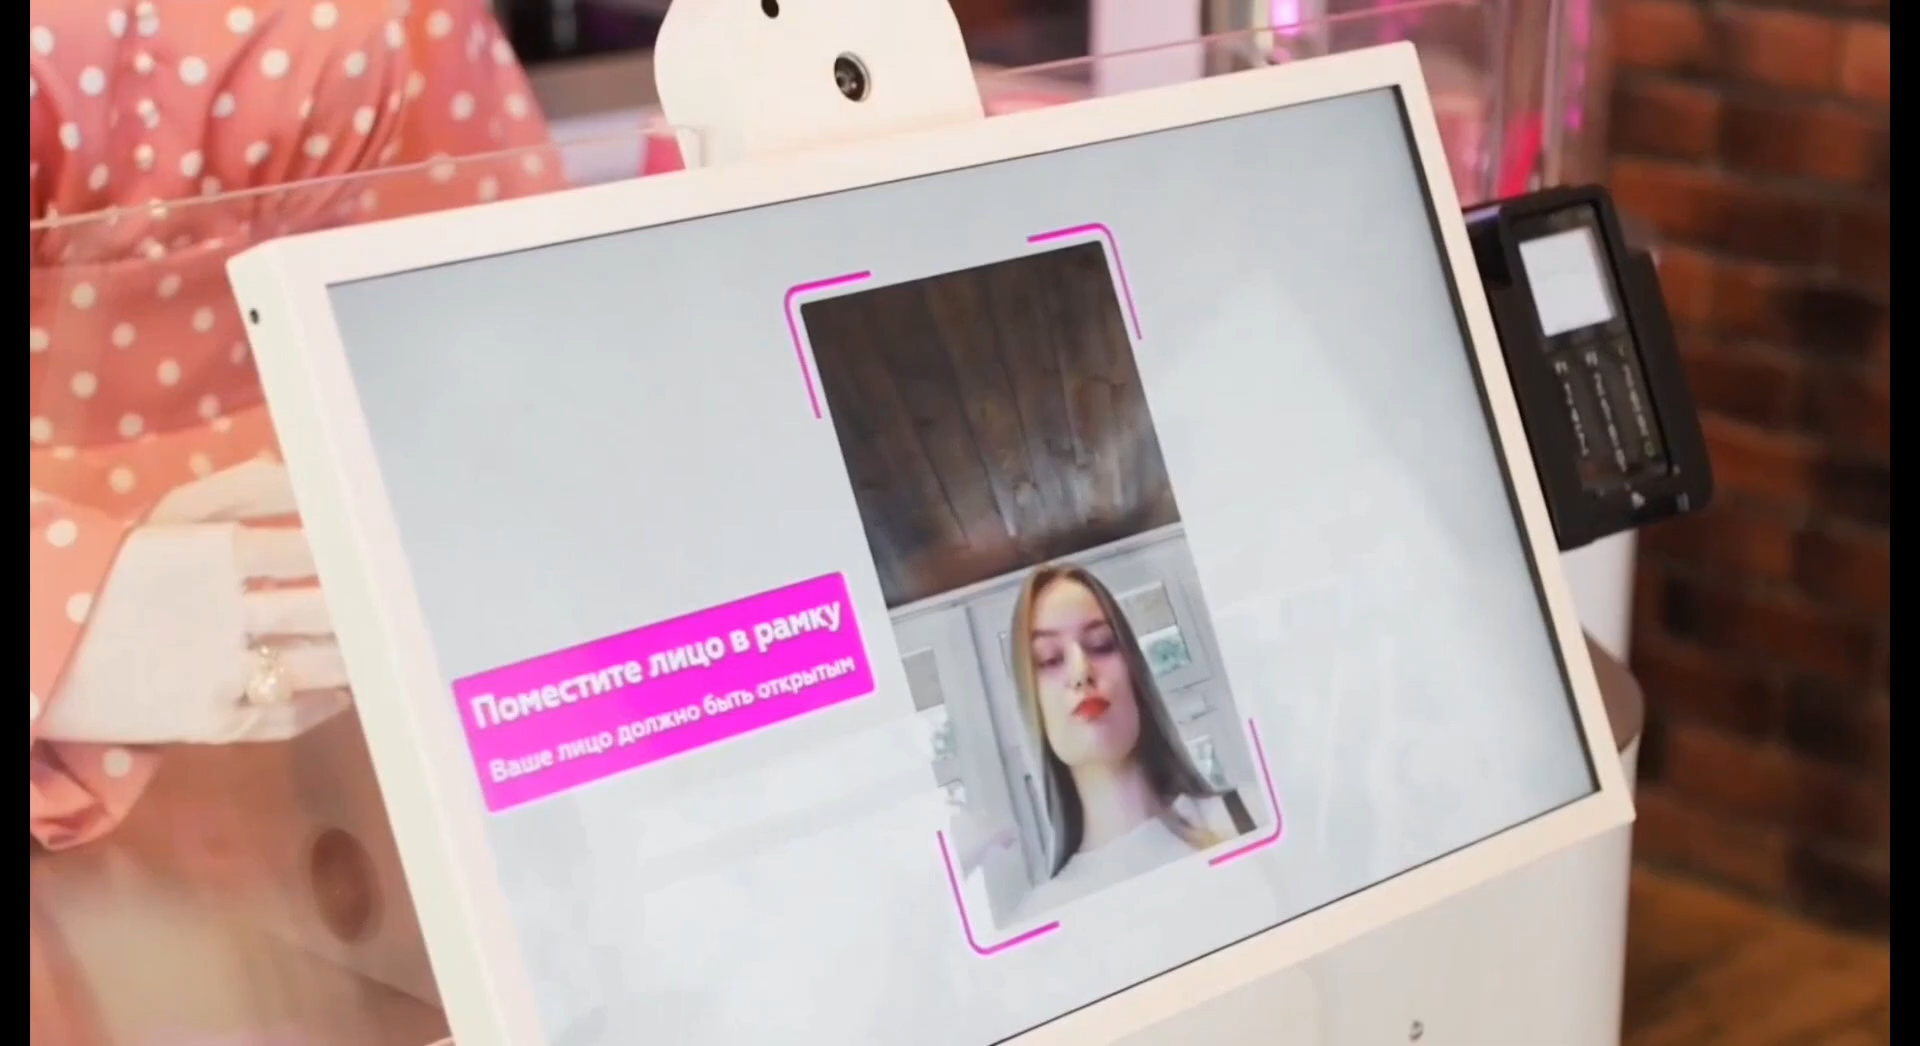 Поместите лицо в рамку
Ваше лицо должно быть открытым